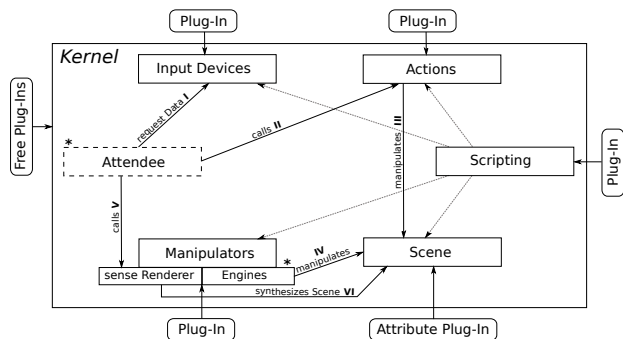 Plug-In
Plug-In
Kernel
Input Devices
Actions
Free Plug-Ins
request Data I
calls II
manipulates III
*
Attendee
Scripting
Plug-In
calls V
Manipulators
*
IV
manipulates
Scene
sense Renderer
Engines
synthesizes Scene VI
Plug-In
Attribute Plug-In